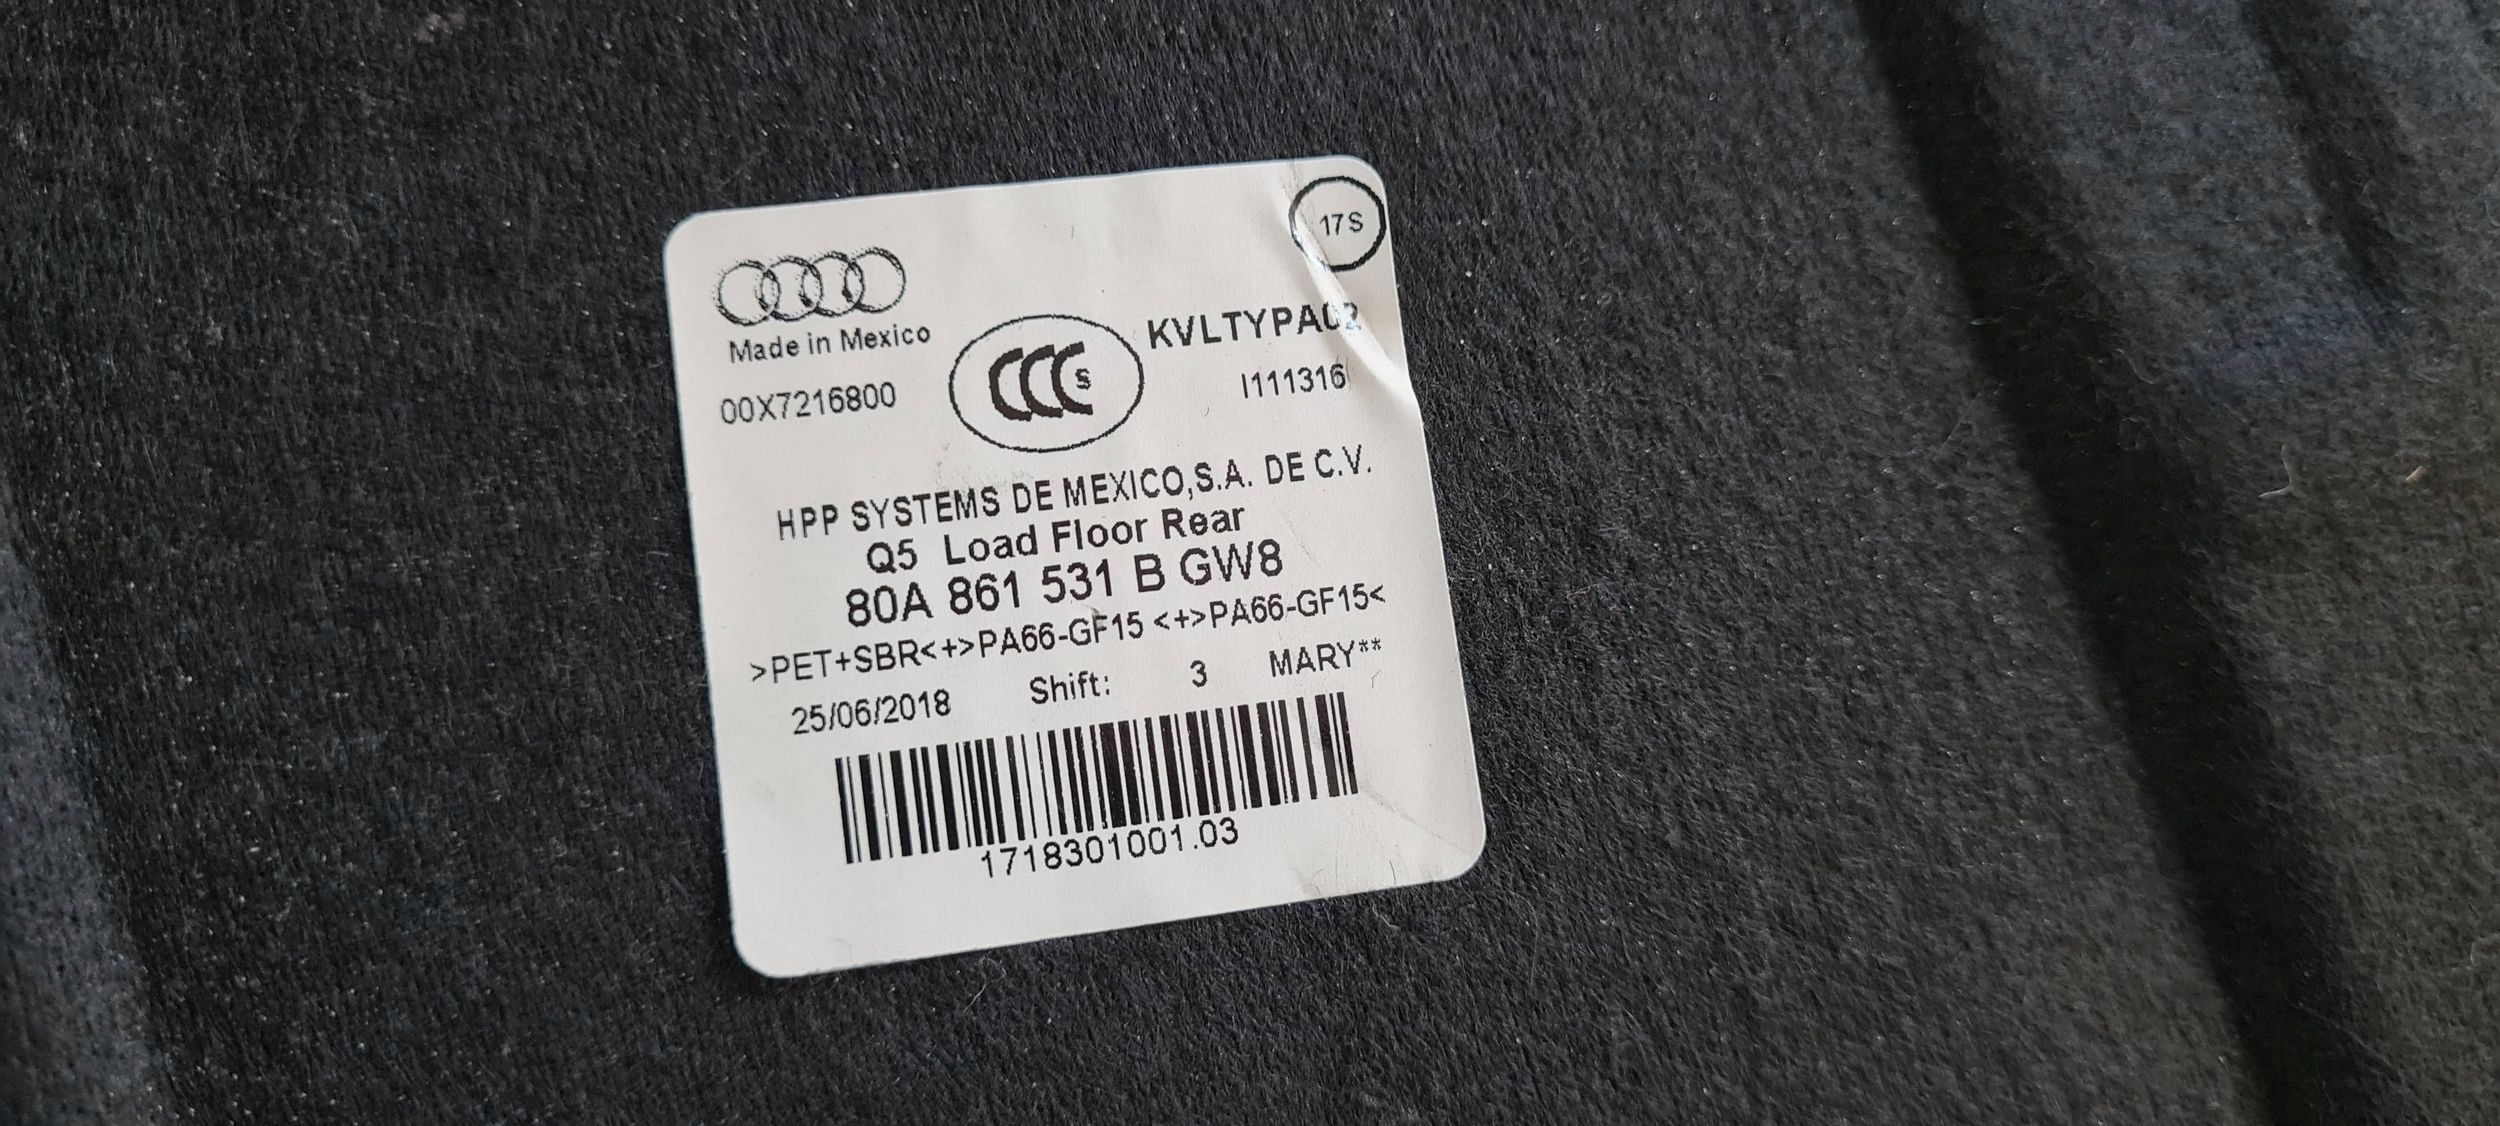 17S
Made in Mexico
KVLTYPA02
00X7216800
CCC S
I111316
HPP SYSTEMS DE MEXICO,S.A. DE C.V.
Q5 Load Floor Rear
80A 861 531 B GW8
>PET+SBR<+>PA66-GF15 <+>PA66-GF15<
25/06/2018 Shift: 3 MARY**
1718301001.03